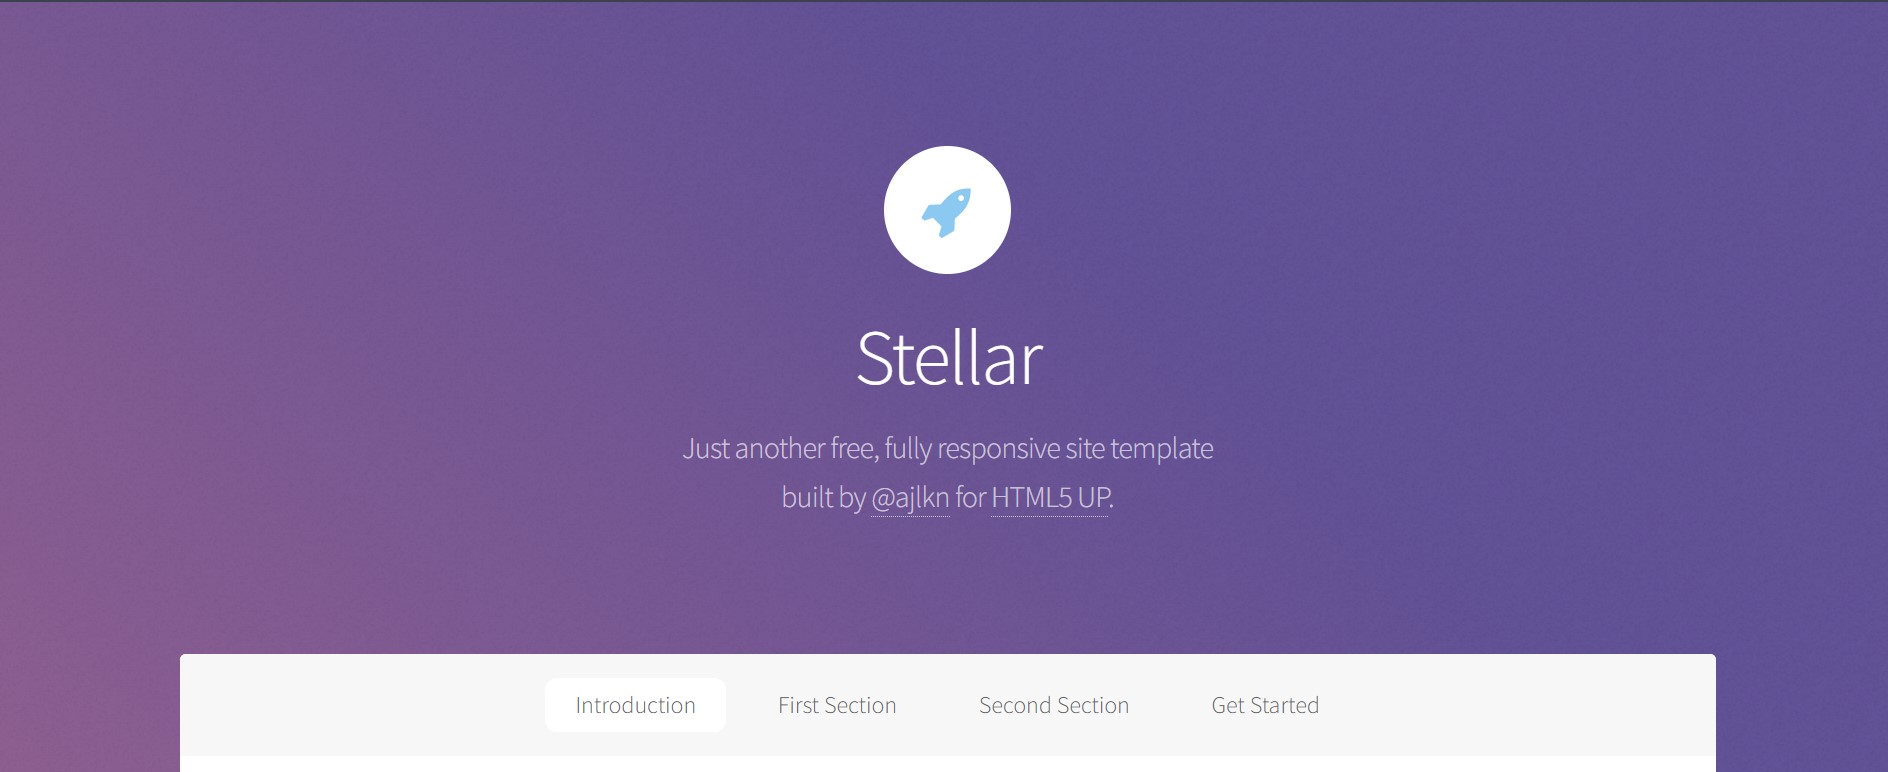 Stellar
Just another free, fully responsive site template
built by @ajlkn for HTML5 UP.
Introduction
First Section
Second Section
Get Started